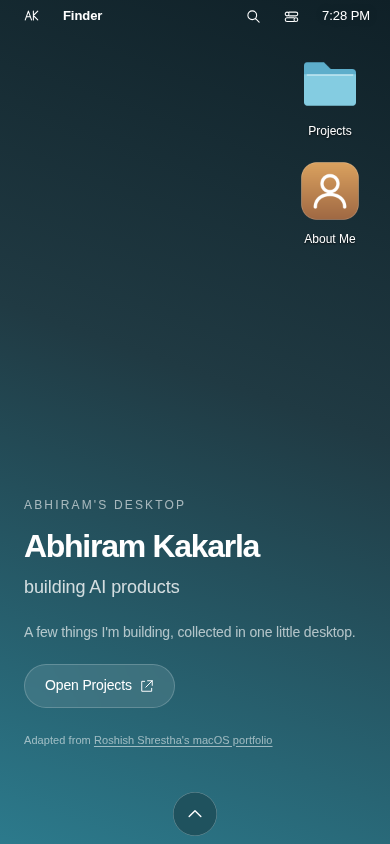 AK Finder 7:28 PM
Projects
About Me
ABHIRAM'S DESKTOP
Abhiram Kakarla
building AI products
A few things I'm building, collected in one little desktop.
Open Projects
Adapted from Roshish Shrestha's macOS portfolio